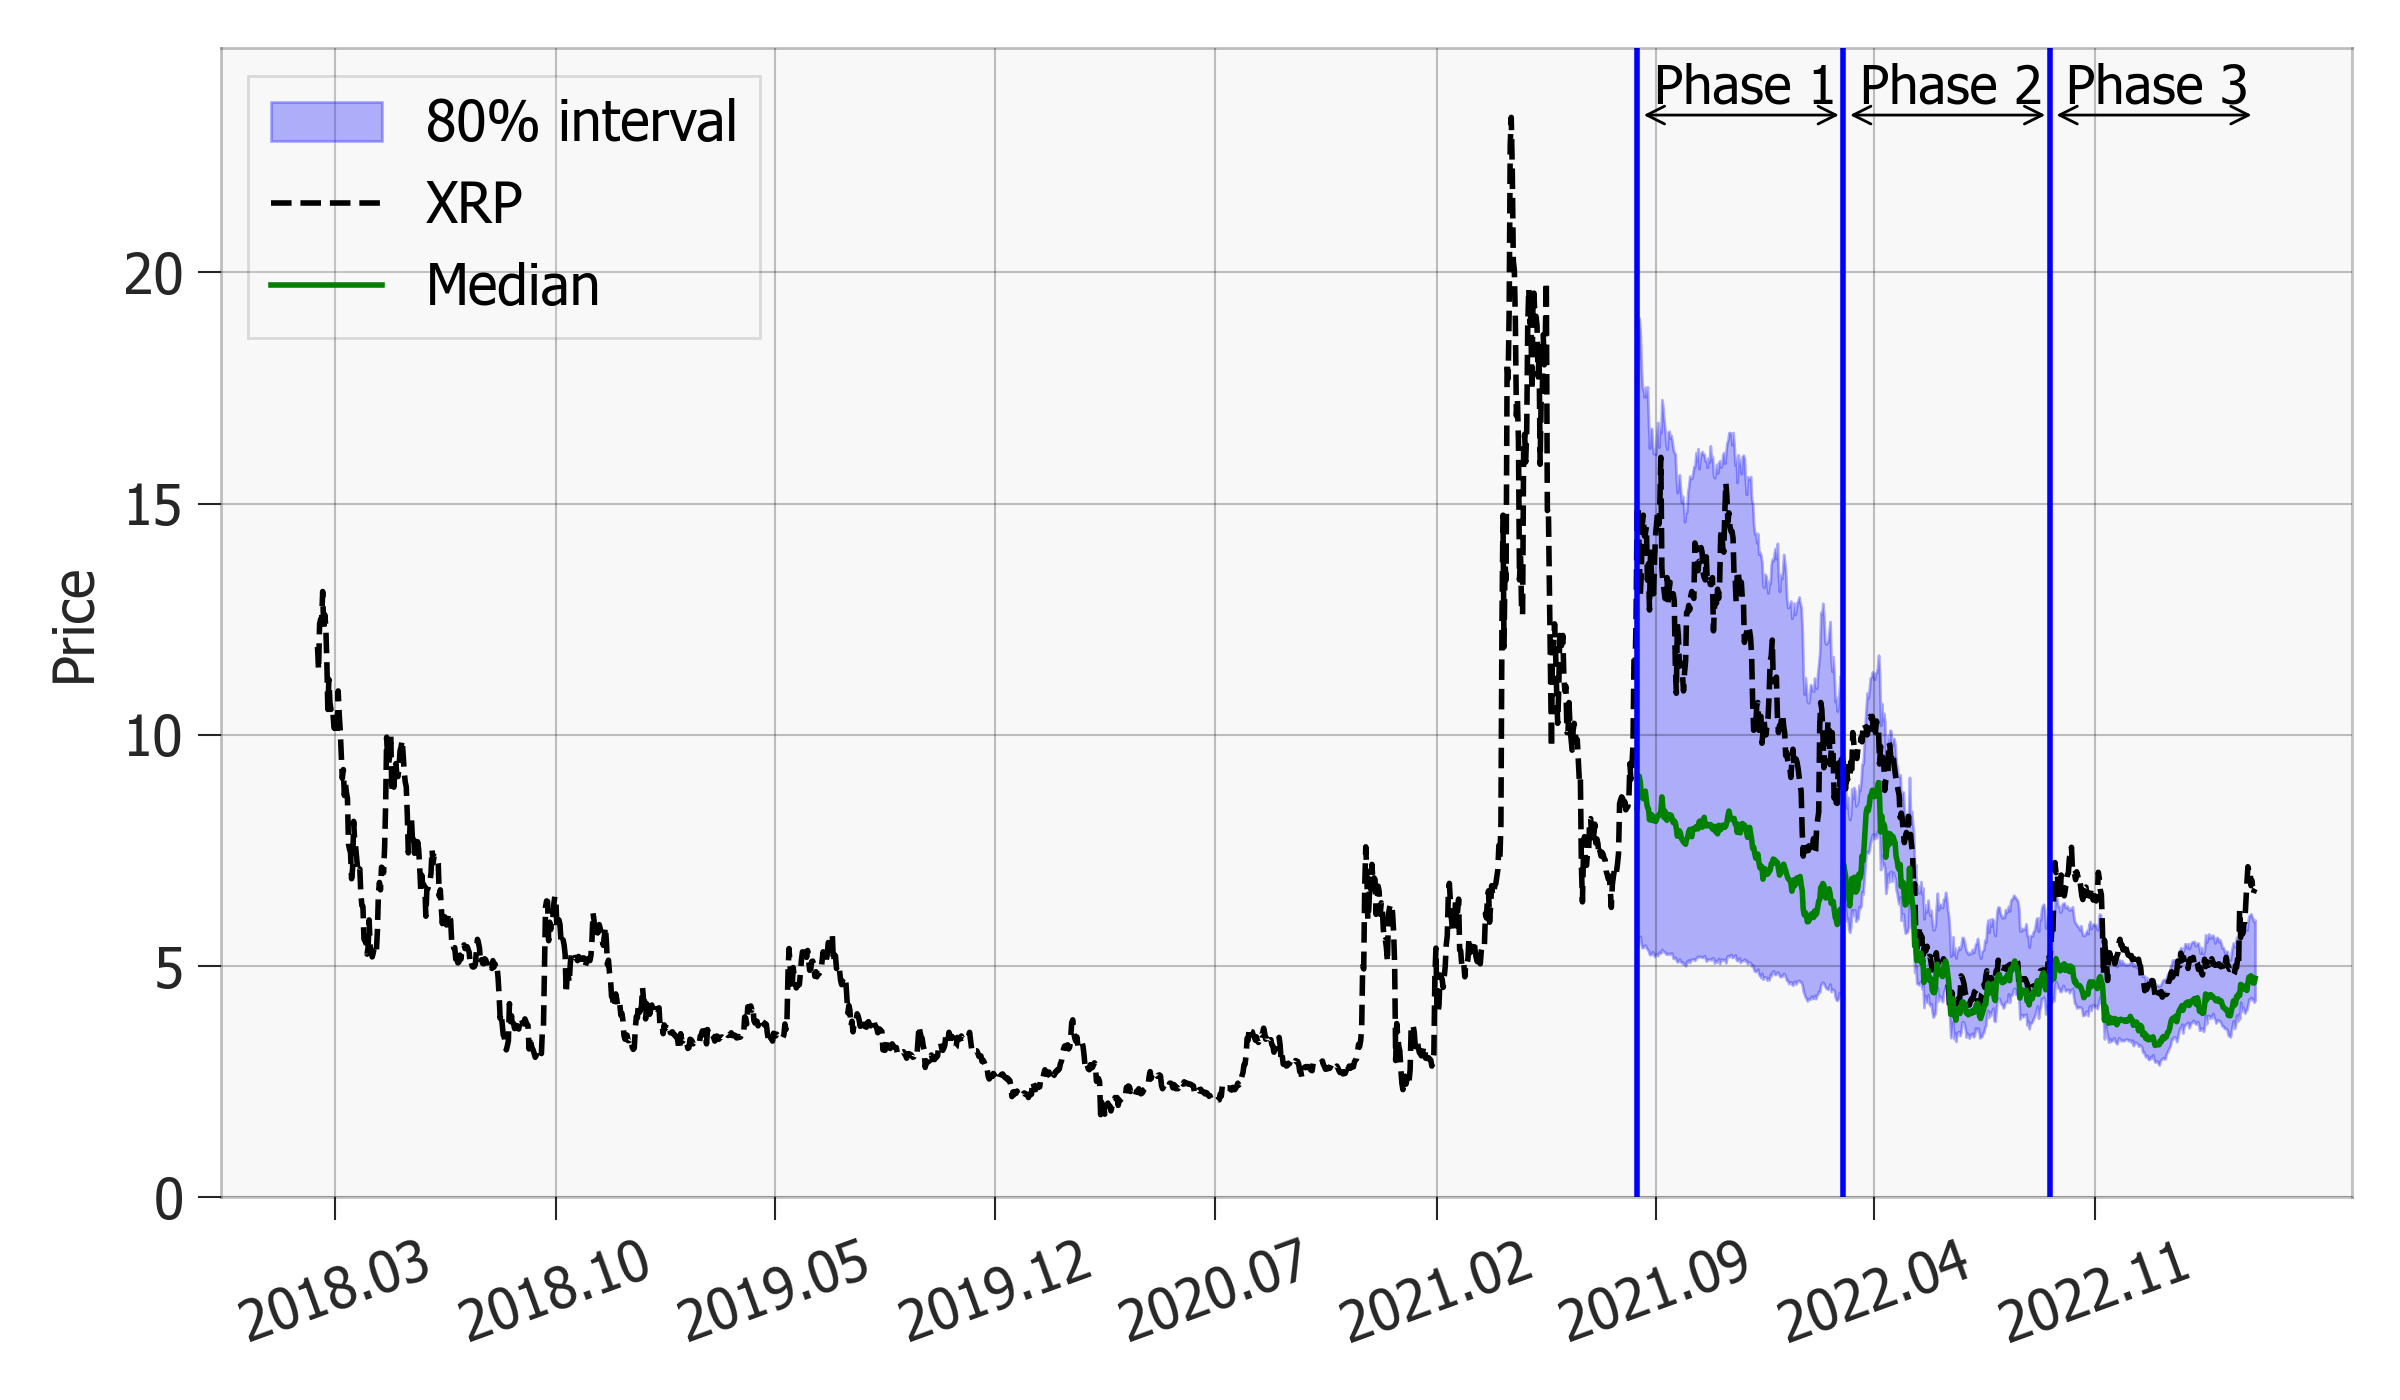 Phase 1
Phase 2
Phase 3
80% interval
XRP
Median
Price
20
15
10
5
0
2018.03
2018.10
2019.05
2019.12
2020.07
2021.02
2021.09
2022.04
2022.11